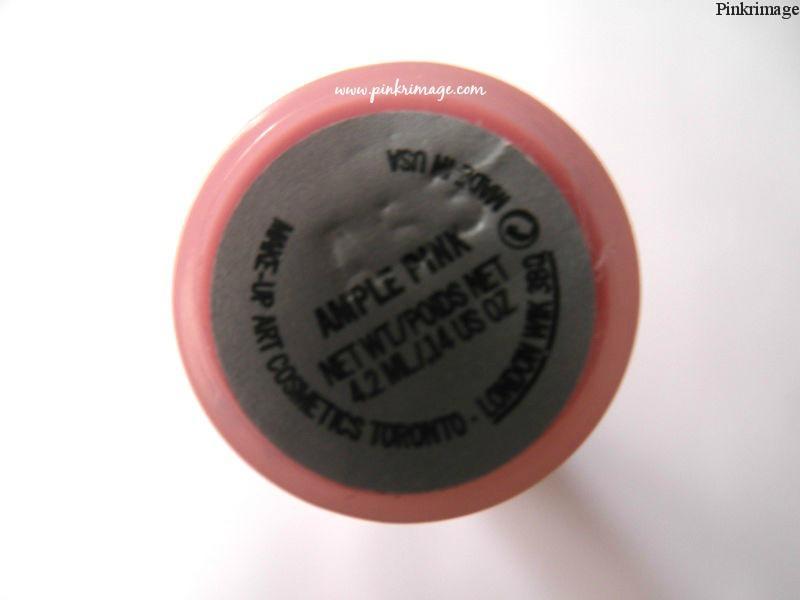 Pinkrimage
www.pinkrimage.com
MADE IN USA
AMPLE PINK
NET WT./POIDS NET
4.2 ML/.14 US OZ
MAKE-UP ART COSMETICS TORONTO - LONDON W1K 3BQ